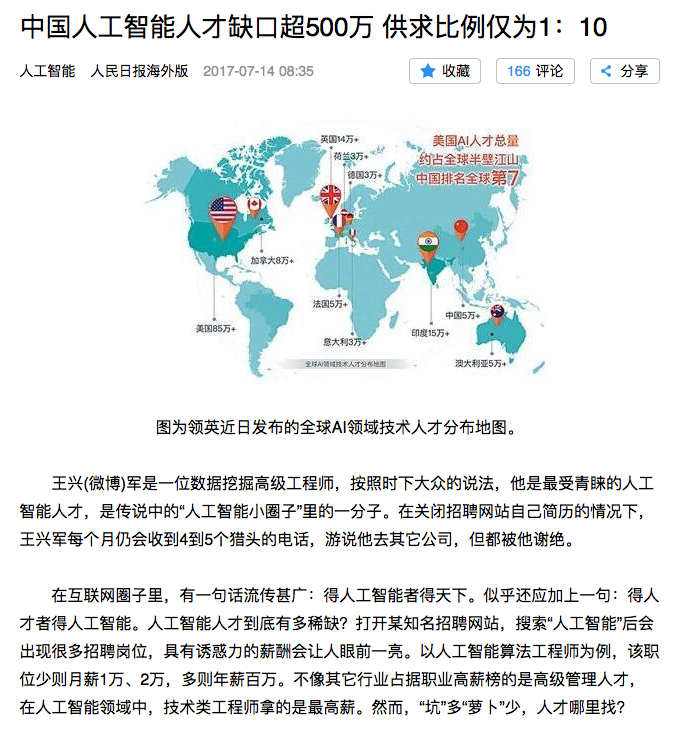 中国人工智能人才缺口超500万 供求比例仅为1：10
人工智能 人民日报海外版 2017-07-14 08:35
收藏
166 评论
分享
英国14万+
荷兰3万+
德国3万+
美国AI人才总量
约占全球半壁江山
中国排名全球第7
加拿大8万+
法国5万+
中国5万+
美国85万+
意大利3万+
印度15万+
澳大利亚5万+
全球AI领域技术人才分布地图
图为领英近日发布的全球AI领域技术人才分布地图。
王兴(微博)军是一位数据挖掘高级工程师，按照时下大众的说法，他是最受青睐的人工
智能人才，是传说中的“人工智能小圈子”里的一分子。在关闭招聘网站自己简历的情况下，
王兴军每个月仍会收到4到5个猎头的电话，游说他去其它公司，但都被他谢绝。
在互联网圈子里，有一句话流传甚广：得人工智能者得天下。似乎还应加上一句：得人
才者得人工智能。人工智能人才到底有多稀缺？打开某知名招聘网站，搜索“人工智能”后会
出现很多招聘岗位，具有诱惑力的薪酬会让人眼前一亮。以人工智能算法工程师为例，该职
位少则月薪1万、2万，多则年薪百万。不像其它行业占据职业高薪榜的是高级管理人才，
在人工智能领域中，技术类工程师拿的是最高薪。然而，“坑”多“萝卜”少，人才哪里找？